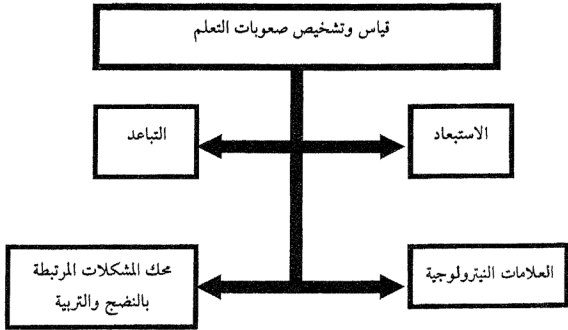 قياس وتشخيص صعوبات التعلم
الاستبعاد
التباعد
العلامات النيترولوجية
محك المشكلات المرتبطة
بالنضج والتربية